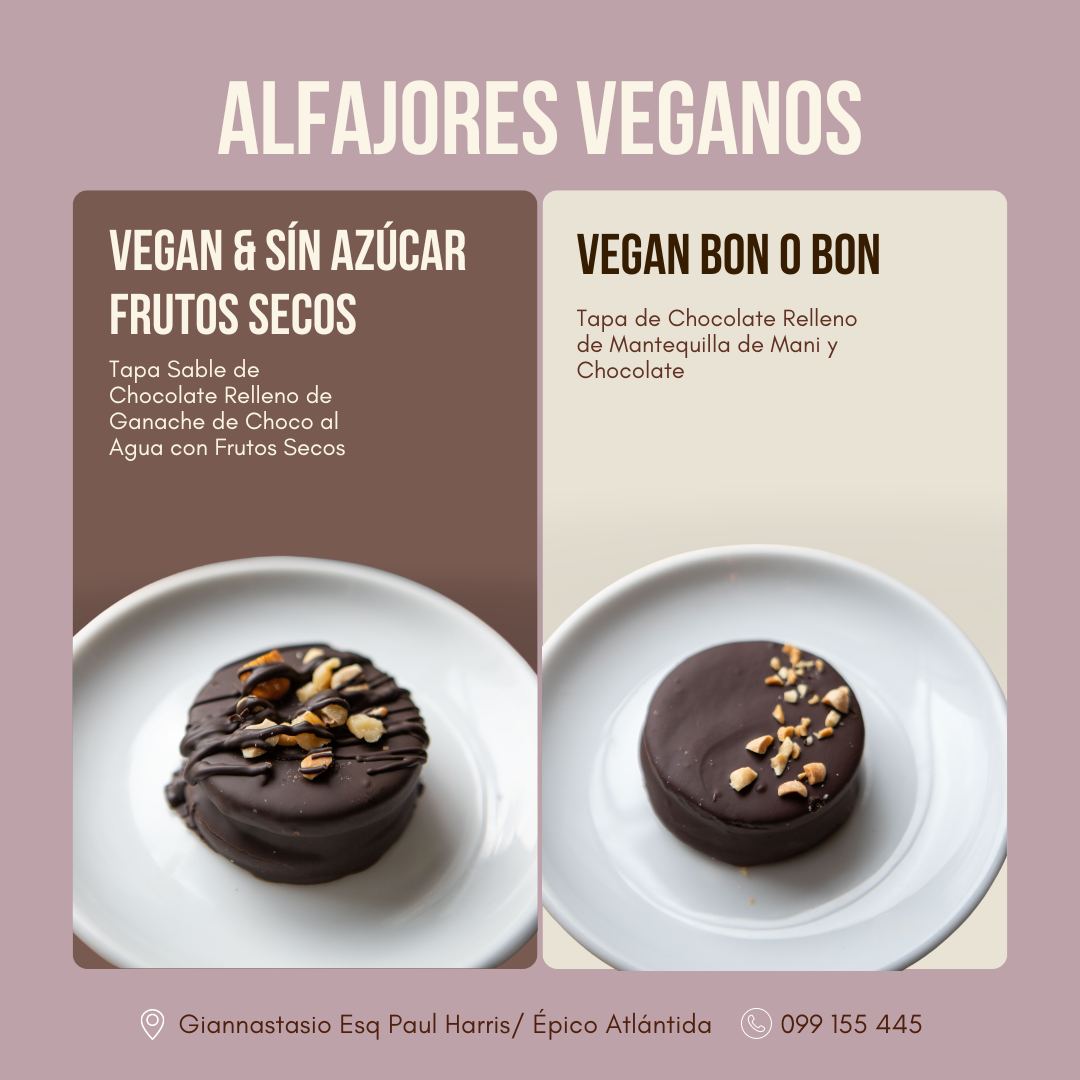 ALFAJORES VEGANOS
VEGAN & SÍN AZÚCAR
FRUTOS SECOS
Tapa Sable de
Chocolate Relleno de
Ganache de Choco al
Agua con Frutos Secos
VEGAN BON O BON
Tapa de Chocolate Relleno
de Mantequilla de Mani y
Chocolate
Giannastasio Esq Paul Harris/ Épico Atlántida
099 155 445